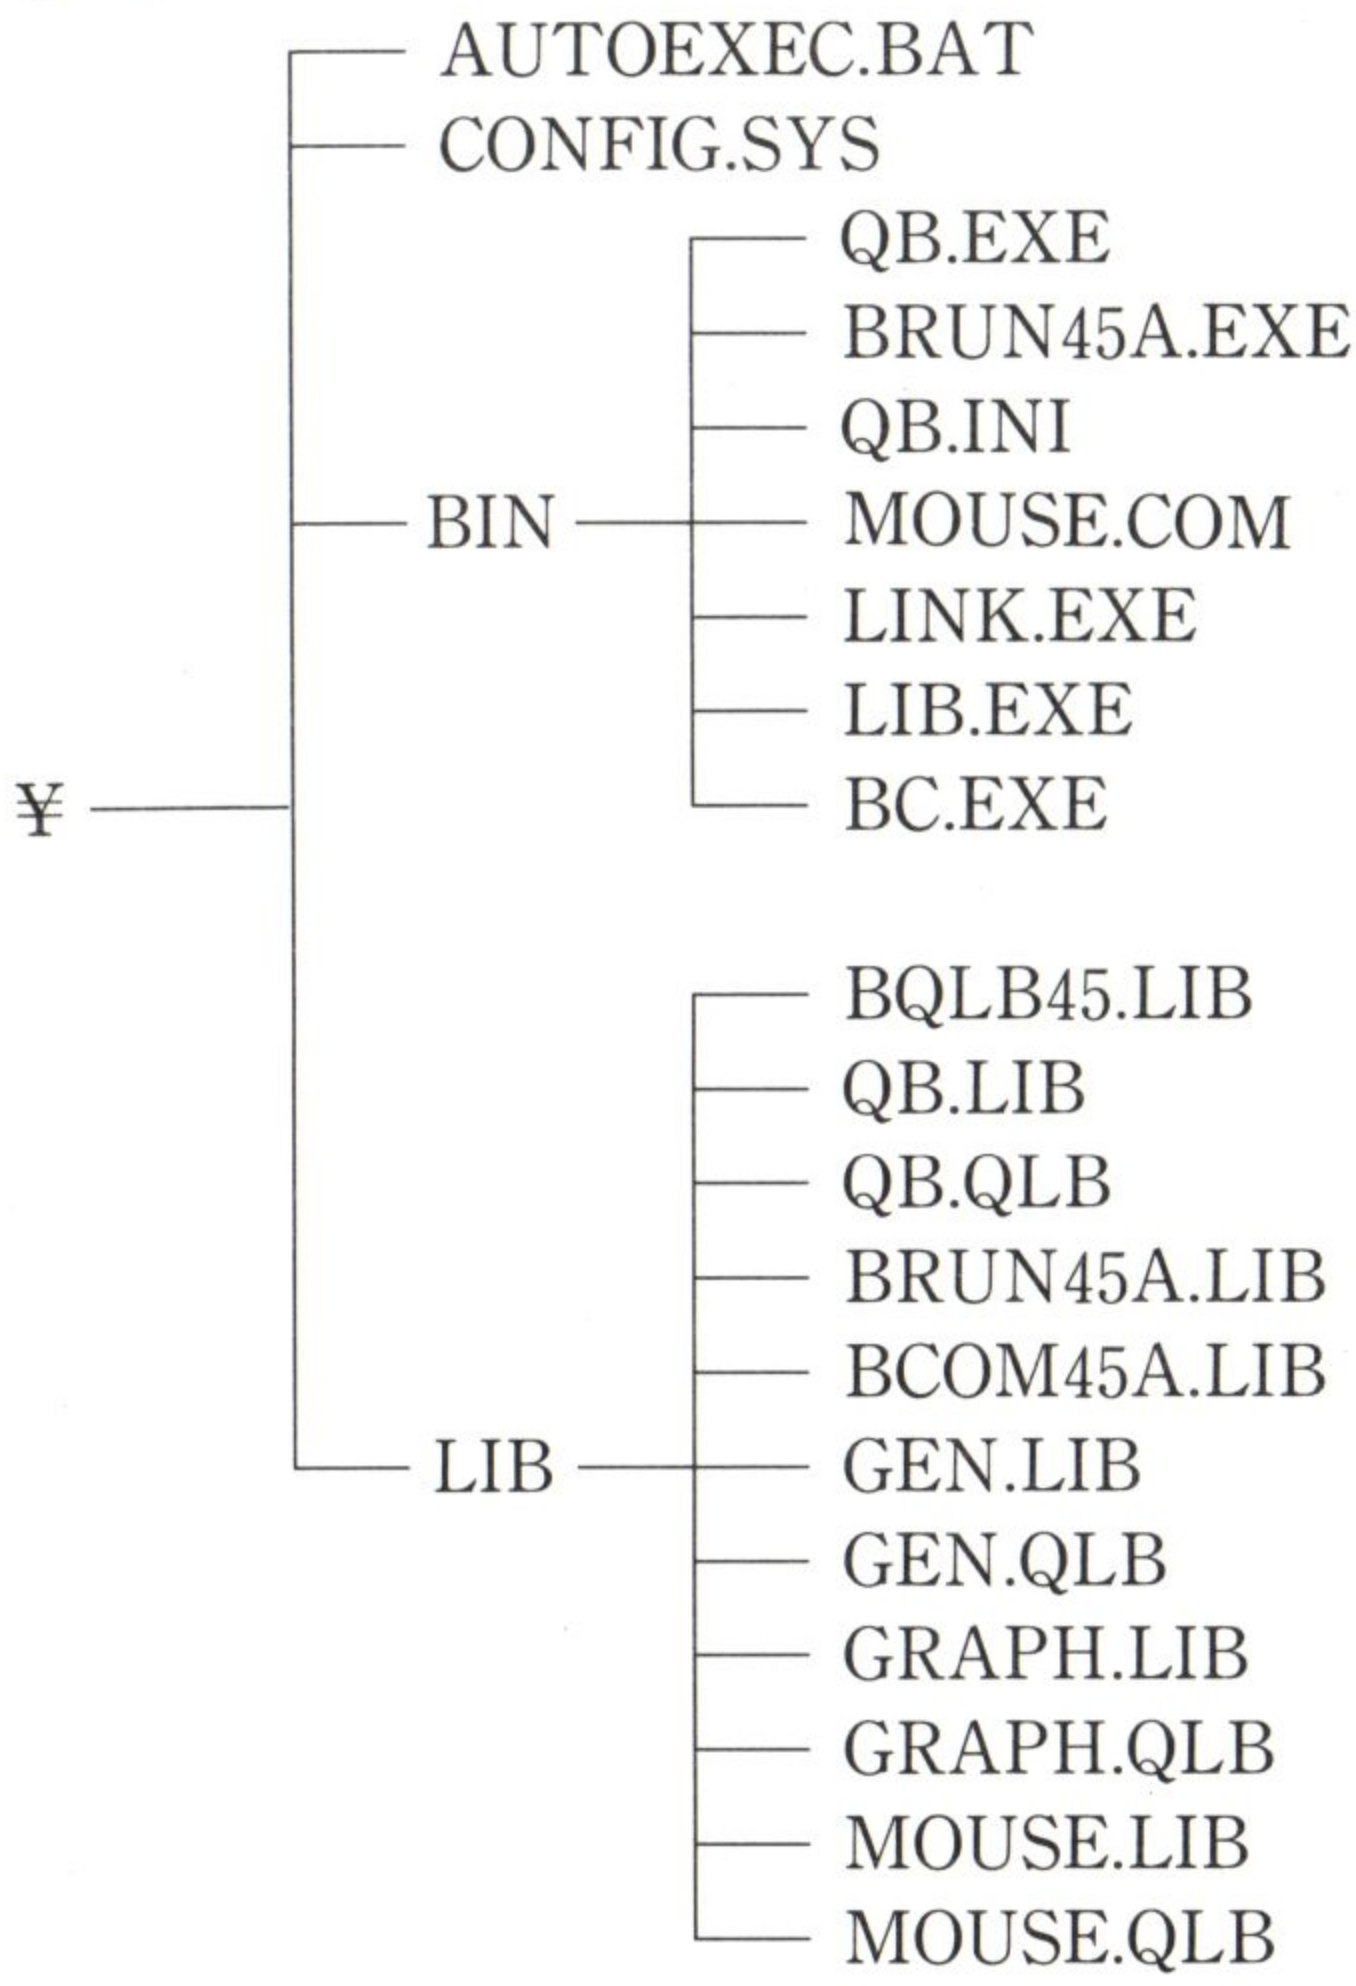 AUTOEXEC.BAT
CONFIG.SYS
QB.EXE
BRUN45A.EXE
QB.INI
BIN
MOUSE.COM
LINK.EXE
LIB.EXE
¥
BC.EXE
BQLB45.LIB
QB.LIB
QB.QLB
BRUN45A.LIB
BCOM45A.LIB
LIB
GEN.LIB
GEN.QLB
GRAPH.LIB
GRAPH.QLB
MOUSE.LIB
MOUSE.QLB